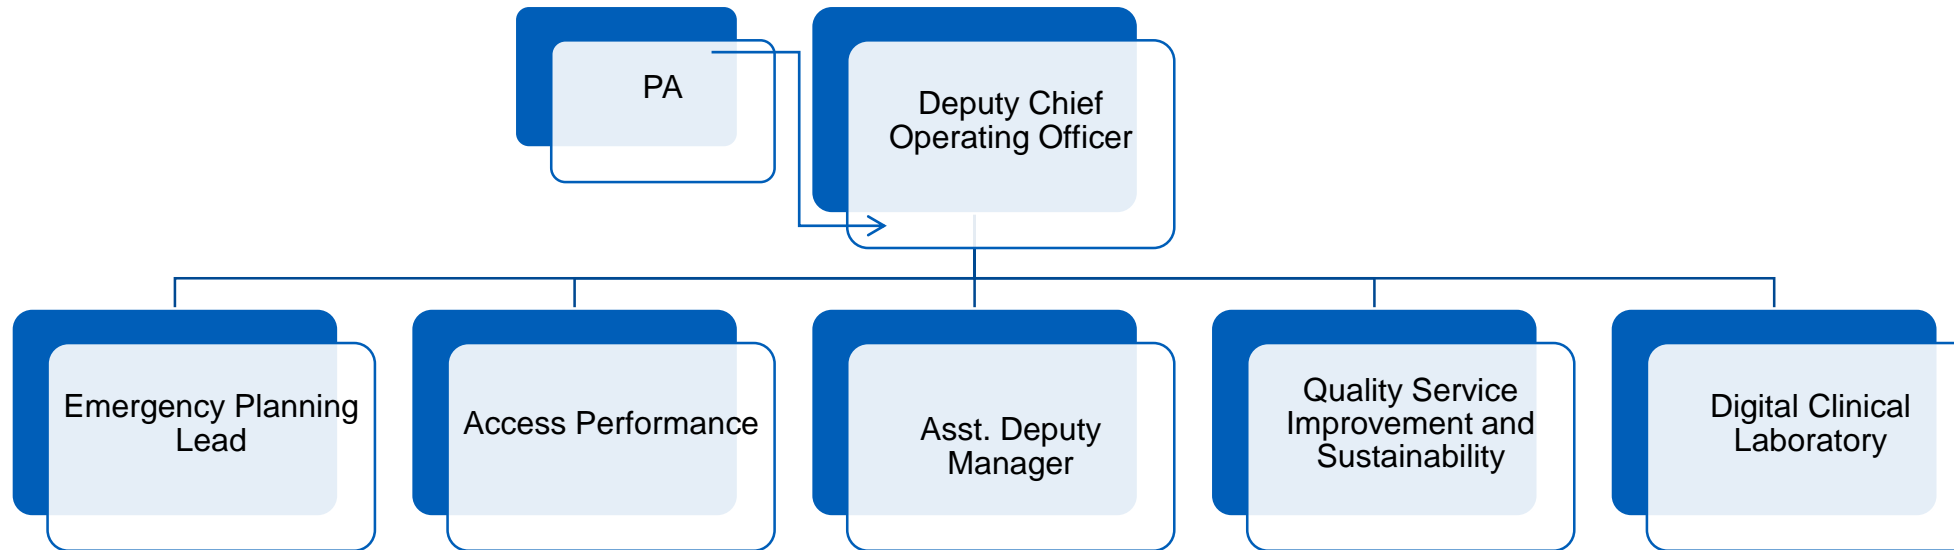 PA
Deputy Chief
Operating Officer
Emergency Planning
Lead
Access Performance
Asst. Deputy
Manager
Quality Service
Improvement and
Sustainability
Digital Clinical
Laboratory